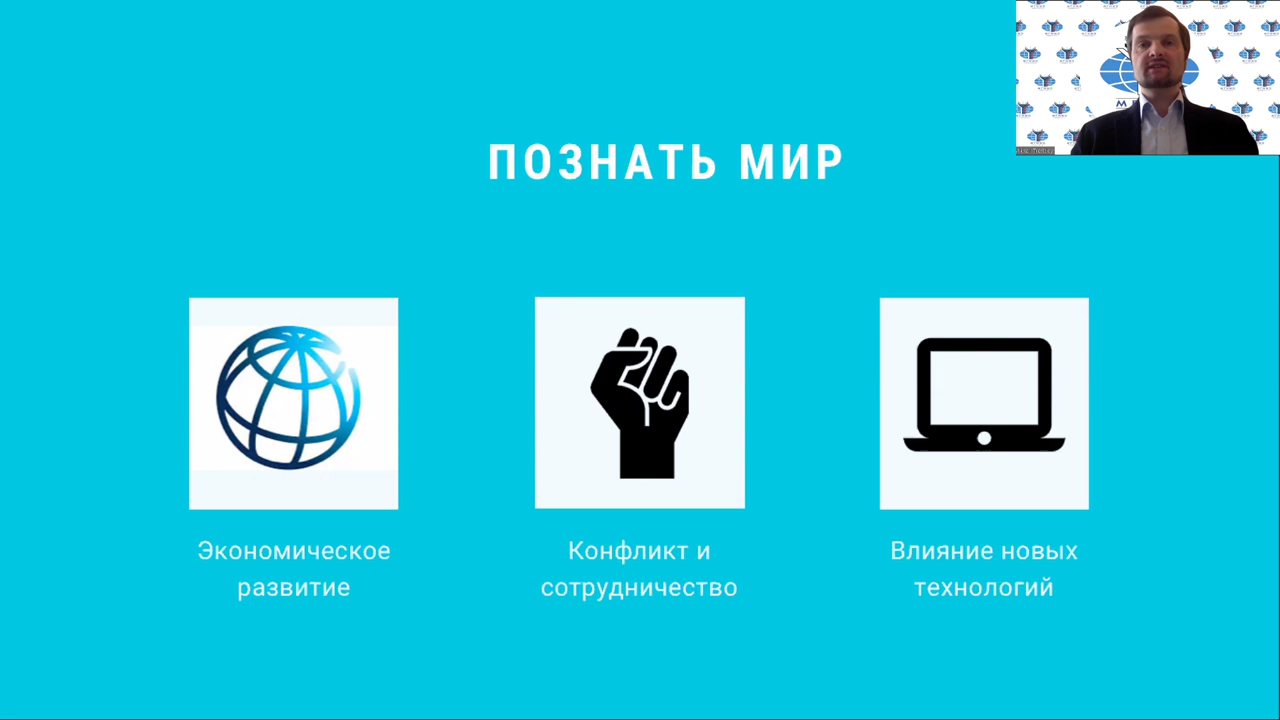 ПОЗНАТЬ МИР
Экономическое
развитие
Конфликт и
сотрудничество
Влияние новых
технологий